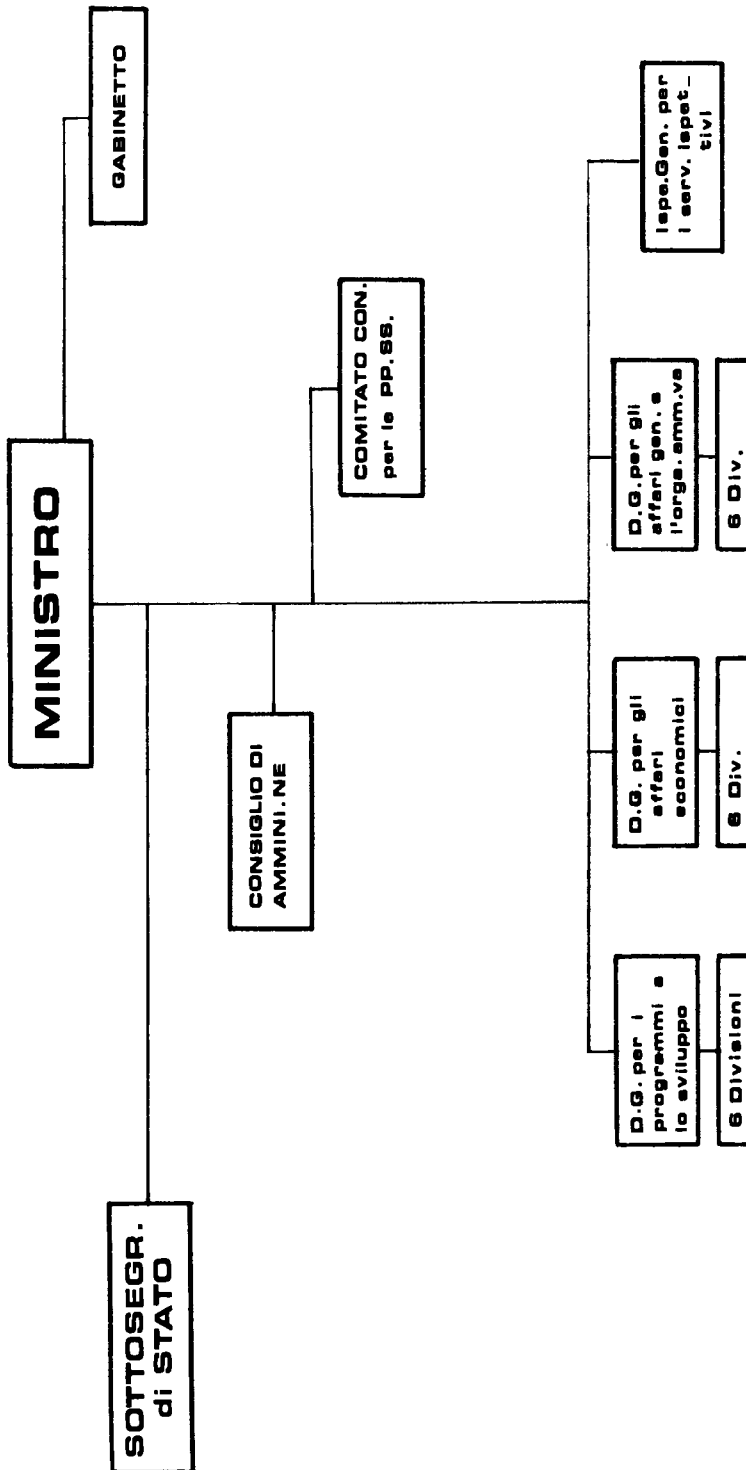 MINISTRO
GABINETTO
SOTTOSEGR.
di STATO
CONSIGLIO DI
AMMINI.NE
COMITATO CON.
per le PP.SS.
D.G. per i
programmi e
lo sviluppo
6 Divisioni
D.G. per gli
affari
economici
6 Div.
D.G. per gli
affari gen. e
l'orga. amm.va
6 Div.
Ispe.Gen. per
i serv. Ispet_
tivi